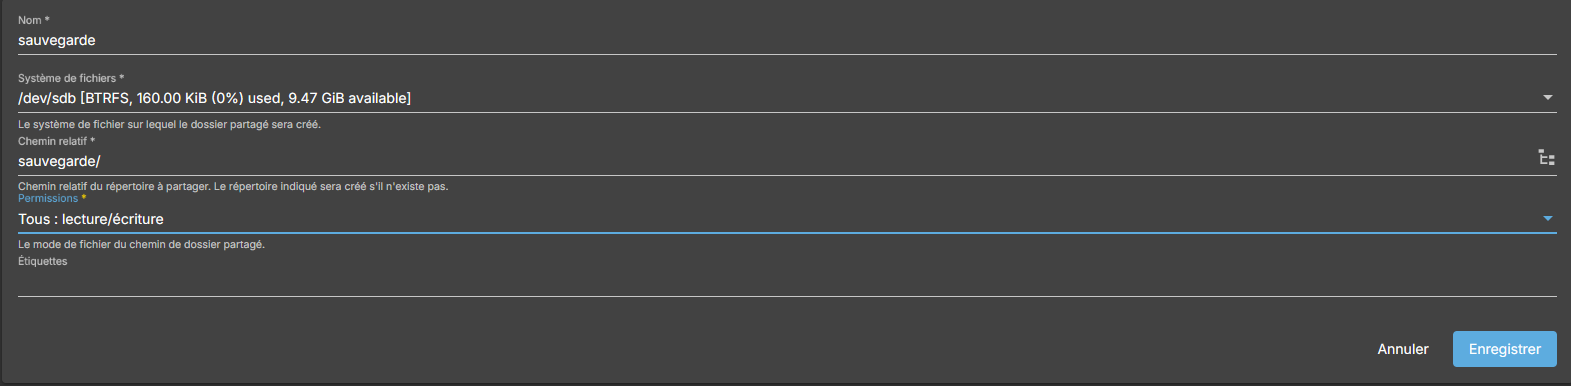 Nom *
sauvegarde
Système de fichiers *
/dev/sdb [BTRFS, 160.00 KiB (0%) used, 9.47 GiB available]
Le système de fichier sur lequel le dossier partagé sera créé.
Chemin relatif *
sauvegarde/
Chemin relatif du répertoire à partager. Le répertoire indiqué sera créé s'il n'existe pas.
Permissions *
Tous : lecture/écriture
Le mode de fichier du chemin de dossier partagé.
Étiquettes
Annuler Enregistrer